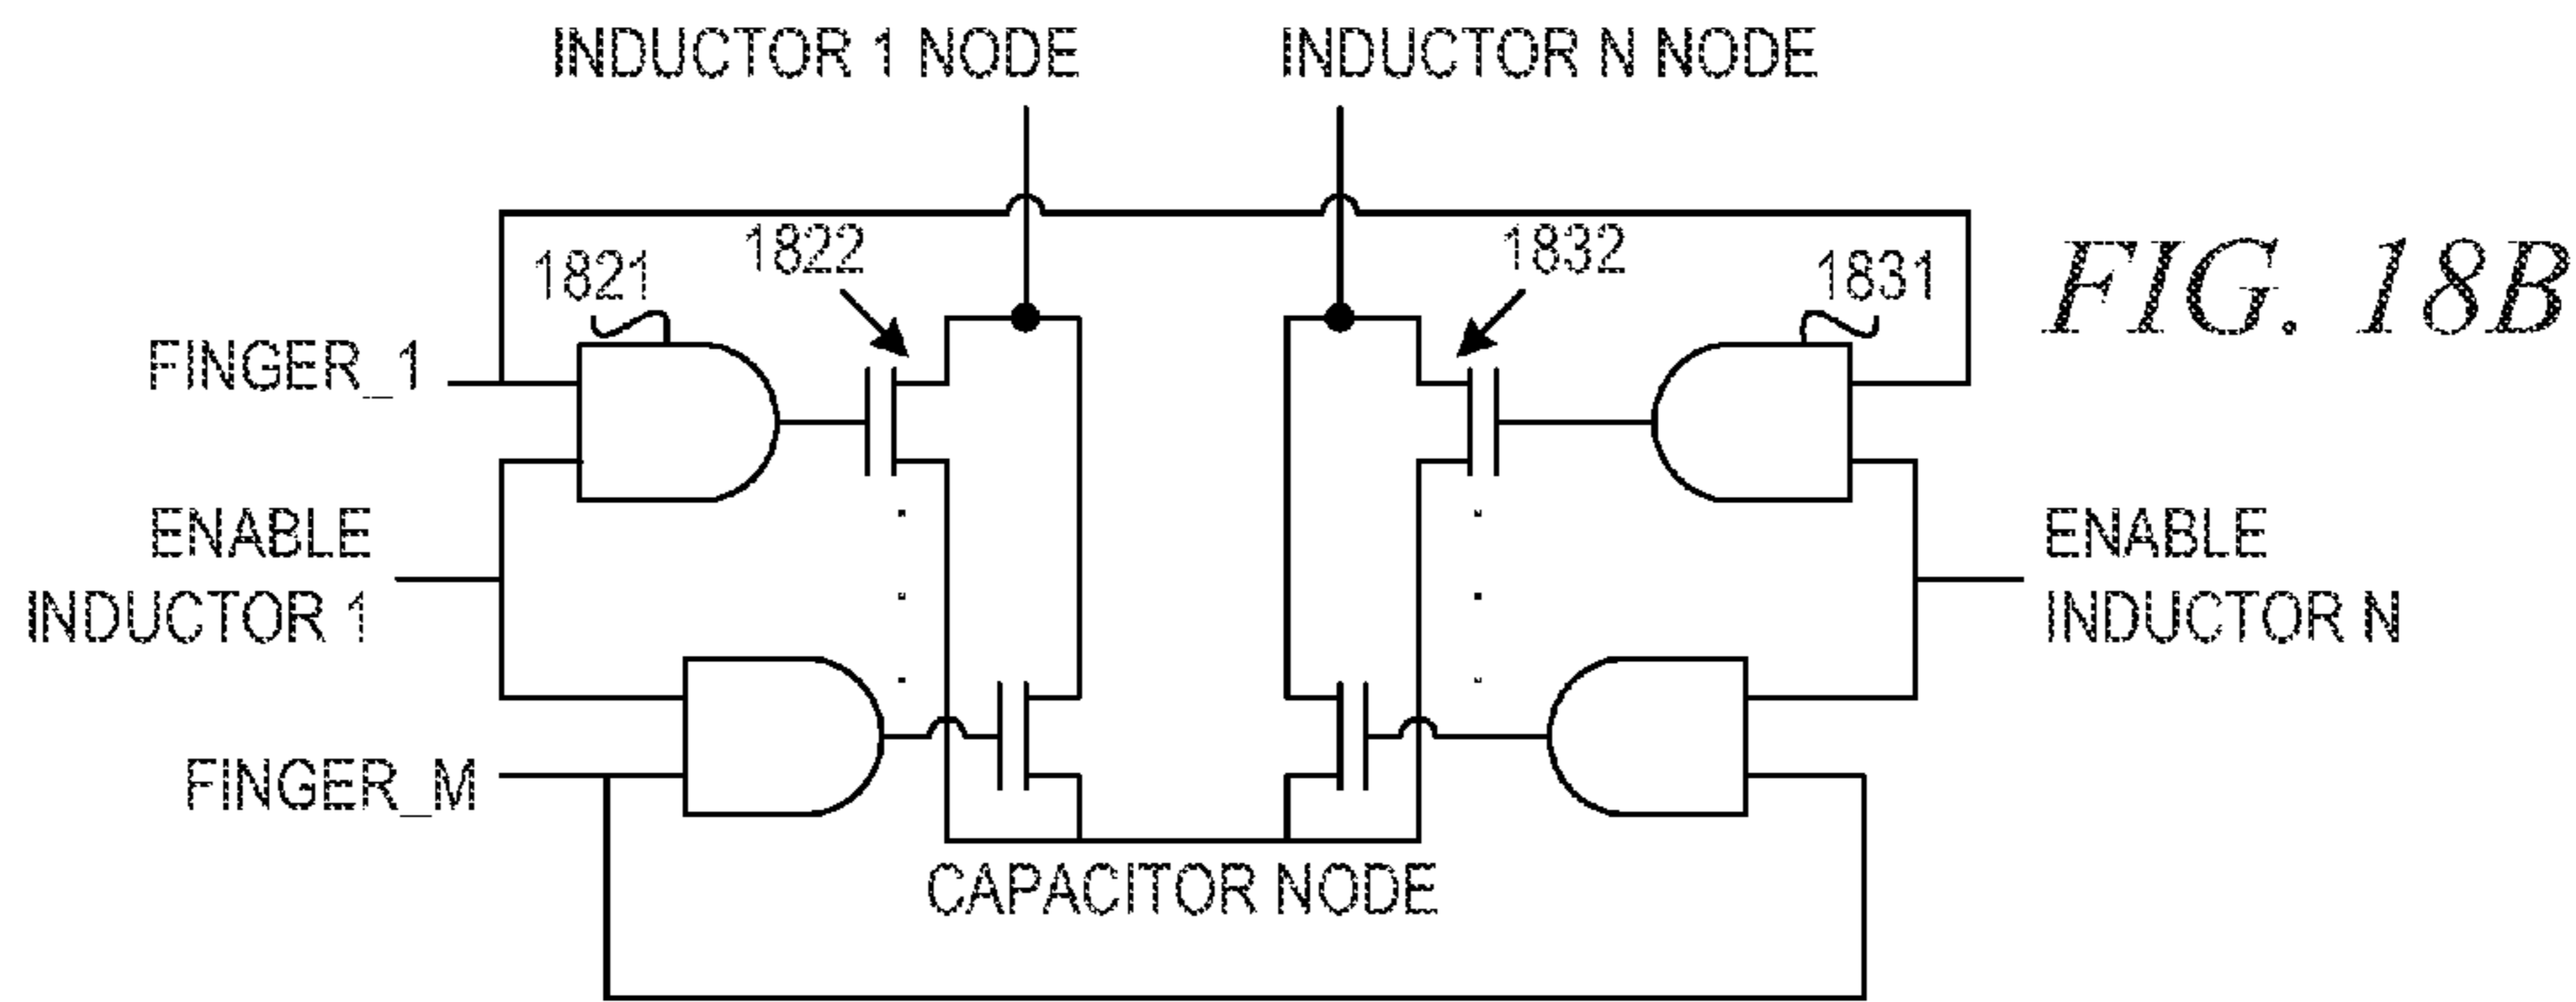 INDUCTOR 1 NODE
INDUCTOR N NODE
1821
1822
1832
1831
FIG. 18B
FINGER_1
ENABLE
INDUCTOR 1
ENABLE
INDUCTOR N
FINGER_M
CAPACITOR NODE